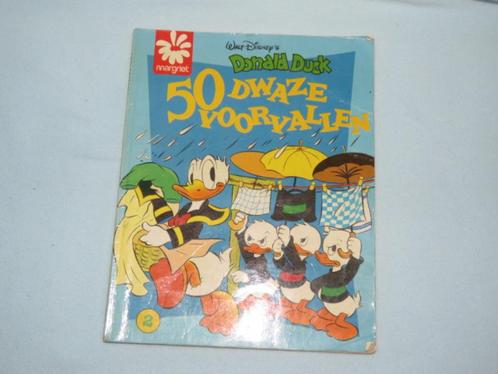 margriet
Walt Disney's
Donald Duck
50 DWAZE
VOORVALLEN
2